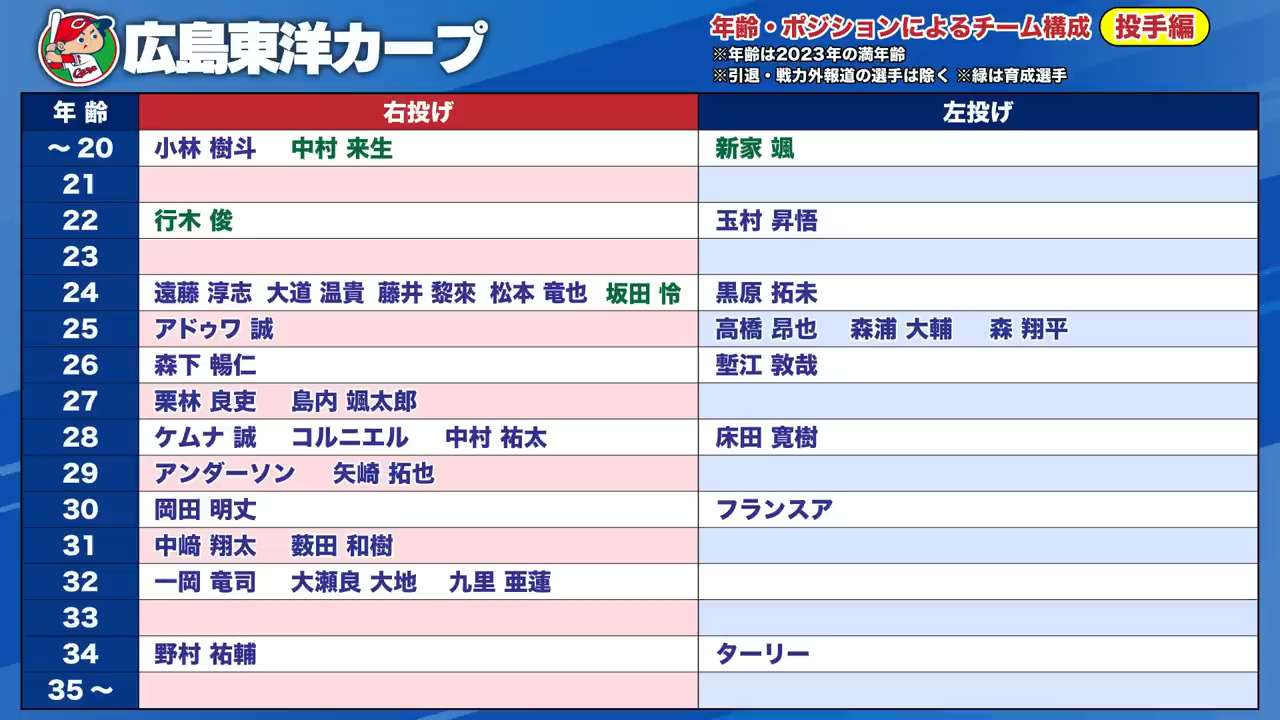 広島東洋カープ
年齢・ポジションによるチーム構成 投手編
※年齢は2023年の満年齢
※引退・戦力外報道の選手は除く ※緑は育成選手
年齢 右投げ 左投げ
～20 小林 樹斗 中村 来生 新家 颯
21
22 行木 俊 玉村 昇悟
23
24 遠藤 淳志 大道 温貴 藤井 黎來 松本 竜也 坂田 怜 黒原 拓未
25 アドゥワ 誠 高橋 昂也 森浦 大輔 森 翔平
26 森下 暢仁 塹江 敦哉
27 栗林 良吏 島内 颯太郎
28 ケムナ 誠 コルニエル 中村 祐太 床田 寛樹
29 アンダーソン 矢崎 拓也
30 岡田 明丈 フランスア
31 中﨑 翔太 薮田 和樹
32 一岡 竜司 大瀬良 大地 九里 亜蓮
33
34 野村 祐輔 ターリー
35～